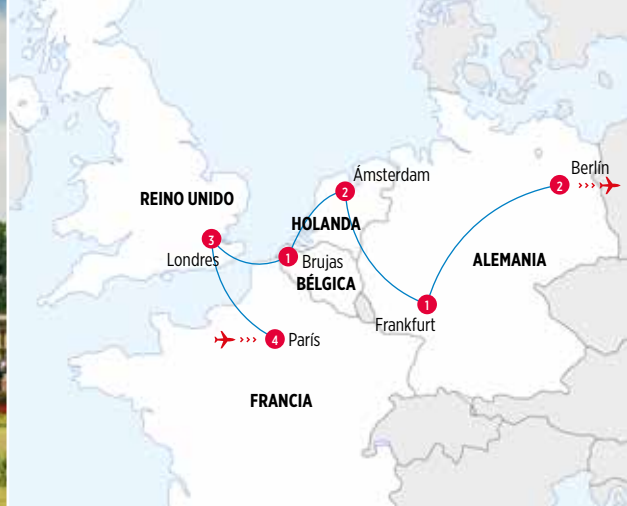 Ámsterdam
Berlín
2
2
REINO UNIDO
HOLANDA
3
Londres
1
Brujas
BÉLGICA
ALEMANIA
1
Frankfurt
4
París
FRANCIA